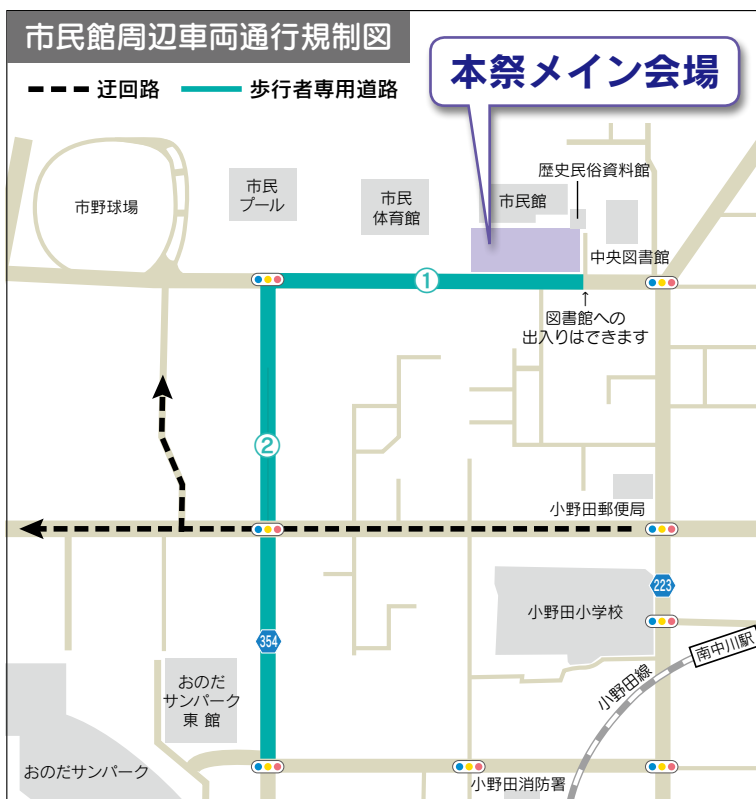 市民館周辺車両通行規制図
迂回路
歩行者専用道路
本祭メイン会場
歴史民俗資料館
市民
プール
市民
体育館
市民館
市野球場
中央図書館
①
↑
図書館への
出入りはできます
②
小野田郵便局
223
小野田小学校
354
南中川駅
小野田線
おのだ
サンパーク
東館
おのだサンパーク
小野田消防署